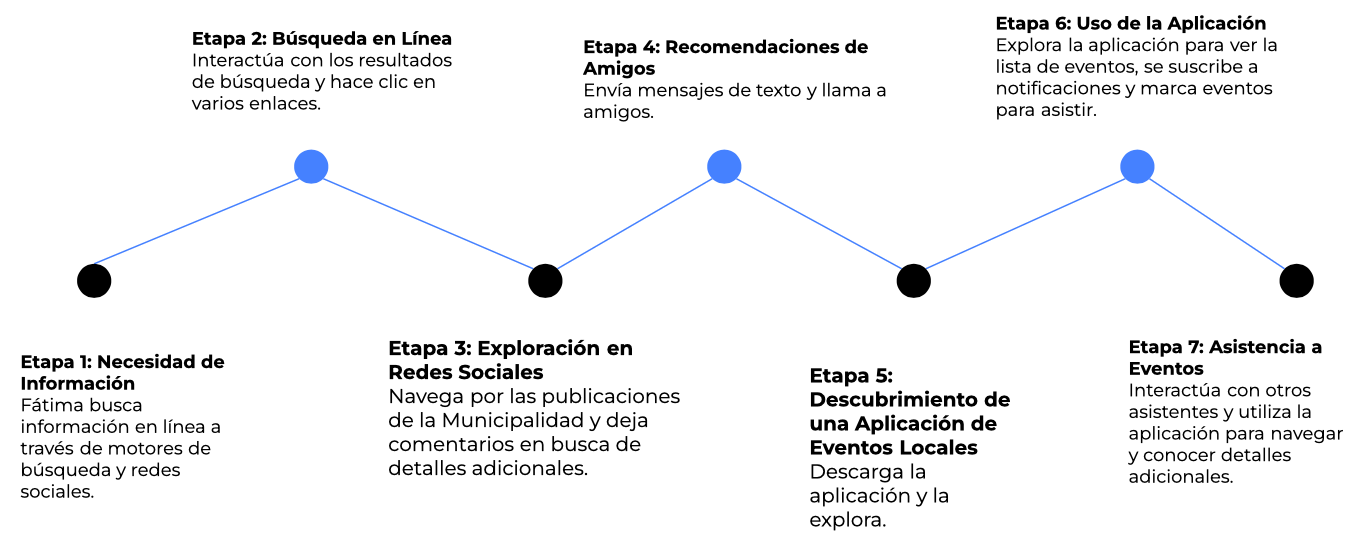 Etapa 1: Necesidad de
Información
Fátima busca
información en línea a
través de motores de
búsqueda y redes
sociales.
Etapa 2: Búsqueda en Línea
Interactúa con los resultados
de búsqueda y hace clic en
varios enlaces.
Etapa 3: Exploración en
Redes Sociales
Navega por las publicaciones
de la Municipalidad y deja
comentarios en busca de
detalles adicionales.
Etapa 4: Recomendaciones de
Amigos
Envía mensajes de texto y llama a
amigos.
Etapa 5:
Descubrimiento de
una Aplicación de
Eventos Locales
Descarga la
aplicación y la
explora.
Etapa 6: Uso de la Aplicación
Explora la aplicación para ver la
lista de eventos, se suscribe a
notificaciones y marca eventos
para asistir.
Etapa 7: Asistencia a
Eventos
Interactúa con otros
asistentes y utiliza la
aplicación para navegar
y conocer detalles
adicionales.